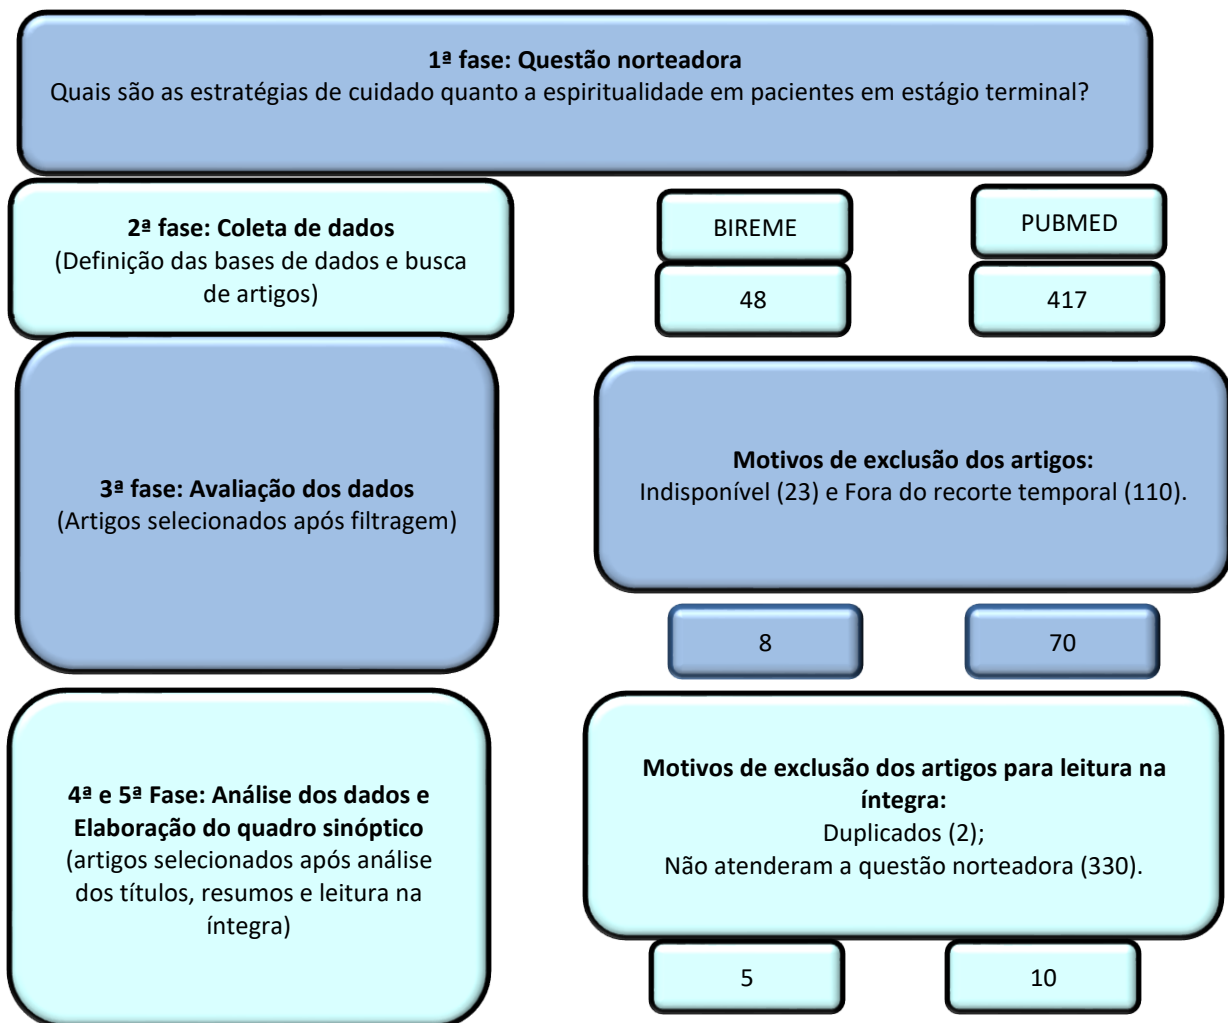 1ª fase: Questão norteadora
Quais são as estratégias de cuidado quanto a espiritualidade em pacientes em estágio terminal?
2ª fase: Coleta de dados
(Definição das bases de dados e busca
de artigos)
BIREME
PUBMED
48
417
3ª fase: Avaliação dos dados
(Artigos selecionados após filtragem)
Motivos de exclusão dos artigos:
Indisponível (23) e Fora do recorte temporal (110).
8
70
4ª e 5ª Fase: Análise dos dados e
Elaboração do quadro sinóptico
(artigos selecionados após análise
dos títulos, resumos e leitura na
íntegra)
Motivos de exclusão dos artigos para leitura na
íntegra:
Duplicados (2);
Não atenderam a questão norteadora (330).
5
10